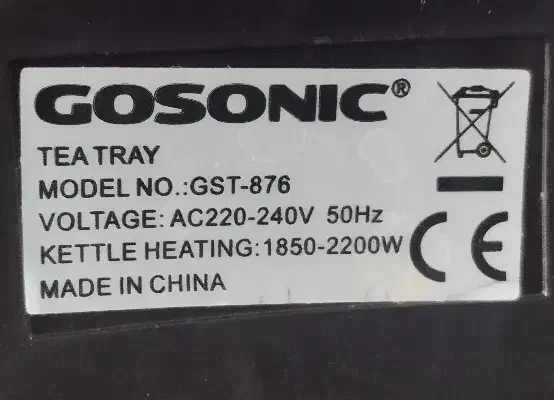 GOSONIC®
TEA TRAY
MODEL NO.:GST-876
VOLTAGE: AC220-240V 50Hz
KETTLE HEATING:1850-2200W
MADE IN CHINA
CE